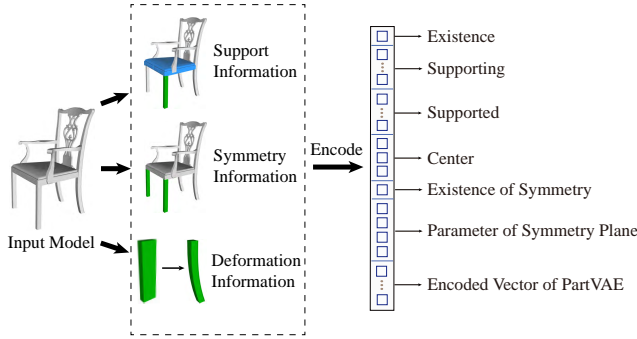 Input Model
Support
Information
Symmetry
Information
Deformation
Information
Encode
Existence
Supporting
Supported
Center
Existence of Symmetry
Parameter of Symmetry Plane
Encoded Vector of PartVAE